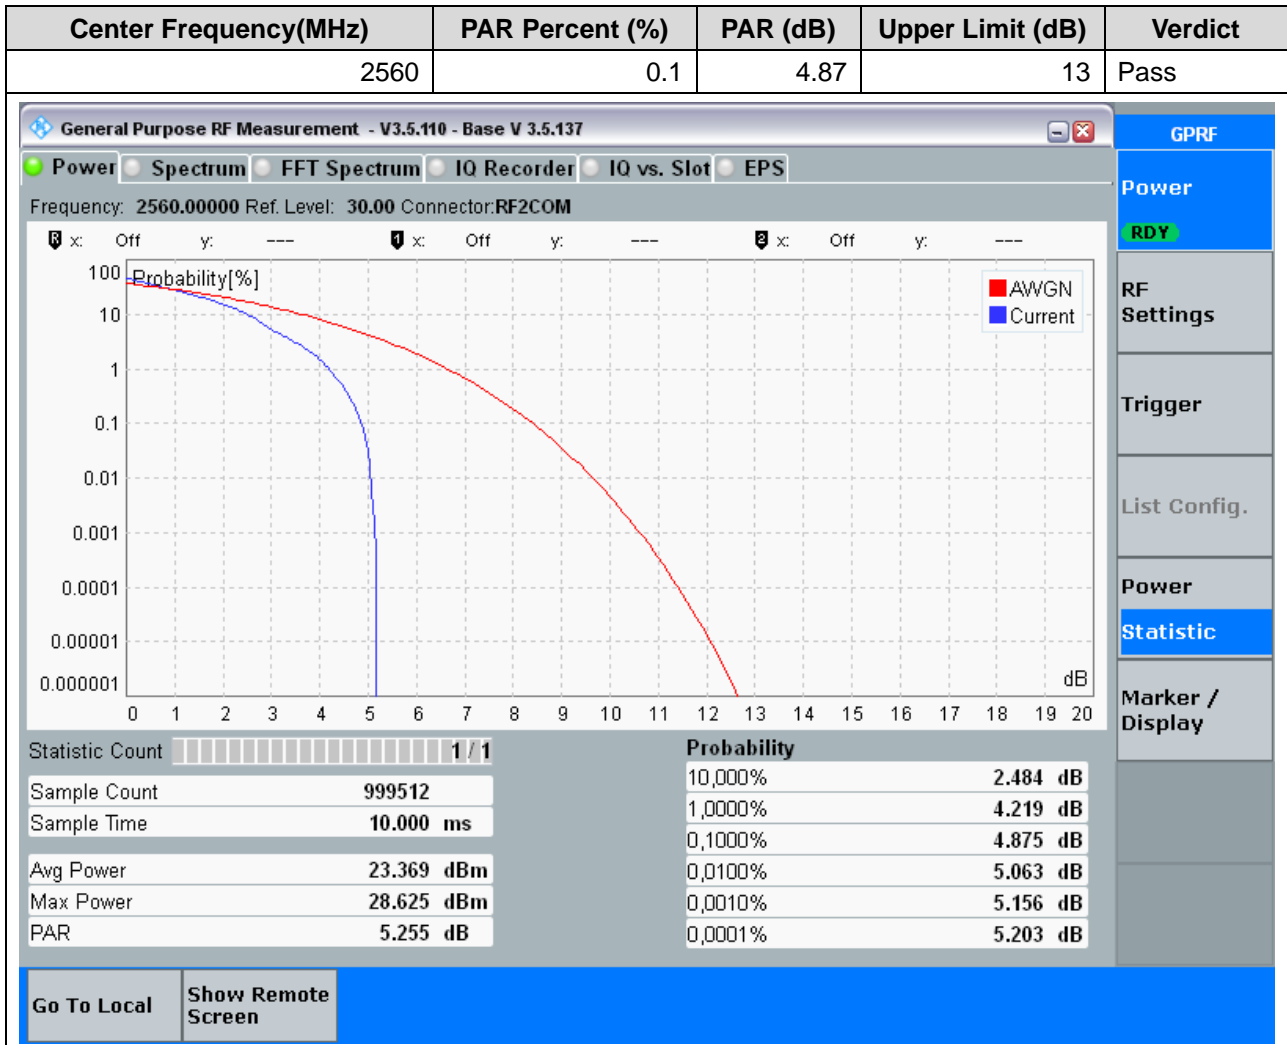 Center Frequency(MHz) PAR Percent (%) PAR (dB) Upper Limit (dB) Verdict
2560 0.1 4.87 13 Pass
General Purpose RF Measurement - V3.5.110 - Base V 3.5.137
GPRF
Power Spectrum FFT Spectrum IQ Recorder IQ vs. Slot EPS
Power
RDY
Frequency: 2560.00000 Ref. Level: 30.00 Connector:RF2COM
R x: Off y: --- 1 x: Off y: --- 2 x: Off y: ---
Probability[%]
AWGN
Current
100
10
1
0.1
0.01
0.001
0.0001
0.00001
0.000001
dB
0 1 2 3 4 5 6 7 8 9 10 11 12 13 14 15 16 17 18 19 20
RF
Settings
Trigger
List Config.
Power
Statistic
Marker /
Display
Statistic Count 1 / 1
Sample Count 999512
Sample Time 10.000 ms
Avg Power 23.369 dBm
Max Power 28.625 dBm
PAR 5.255 dB
Probability
10,000% 2.484 dB
1,0000% 4.219 dB
0,1000% 4.875 dB
0,0100% 5.063 dB
0,0010% 5.156 dB
0,0001% 5.203 dB
Go To Local
Show Remote
Screen